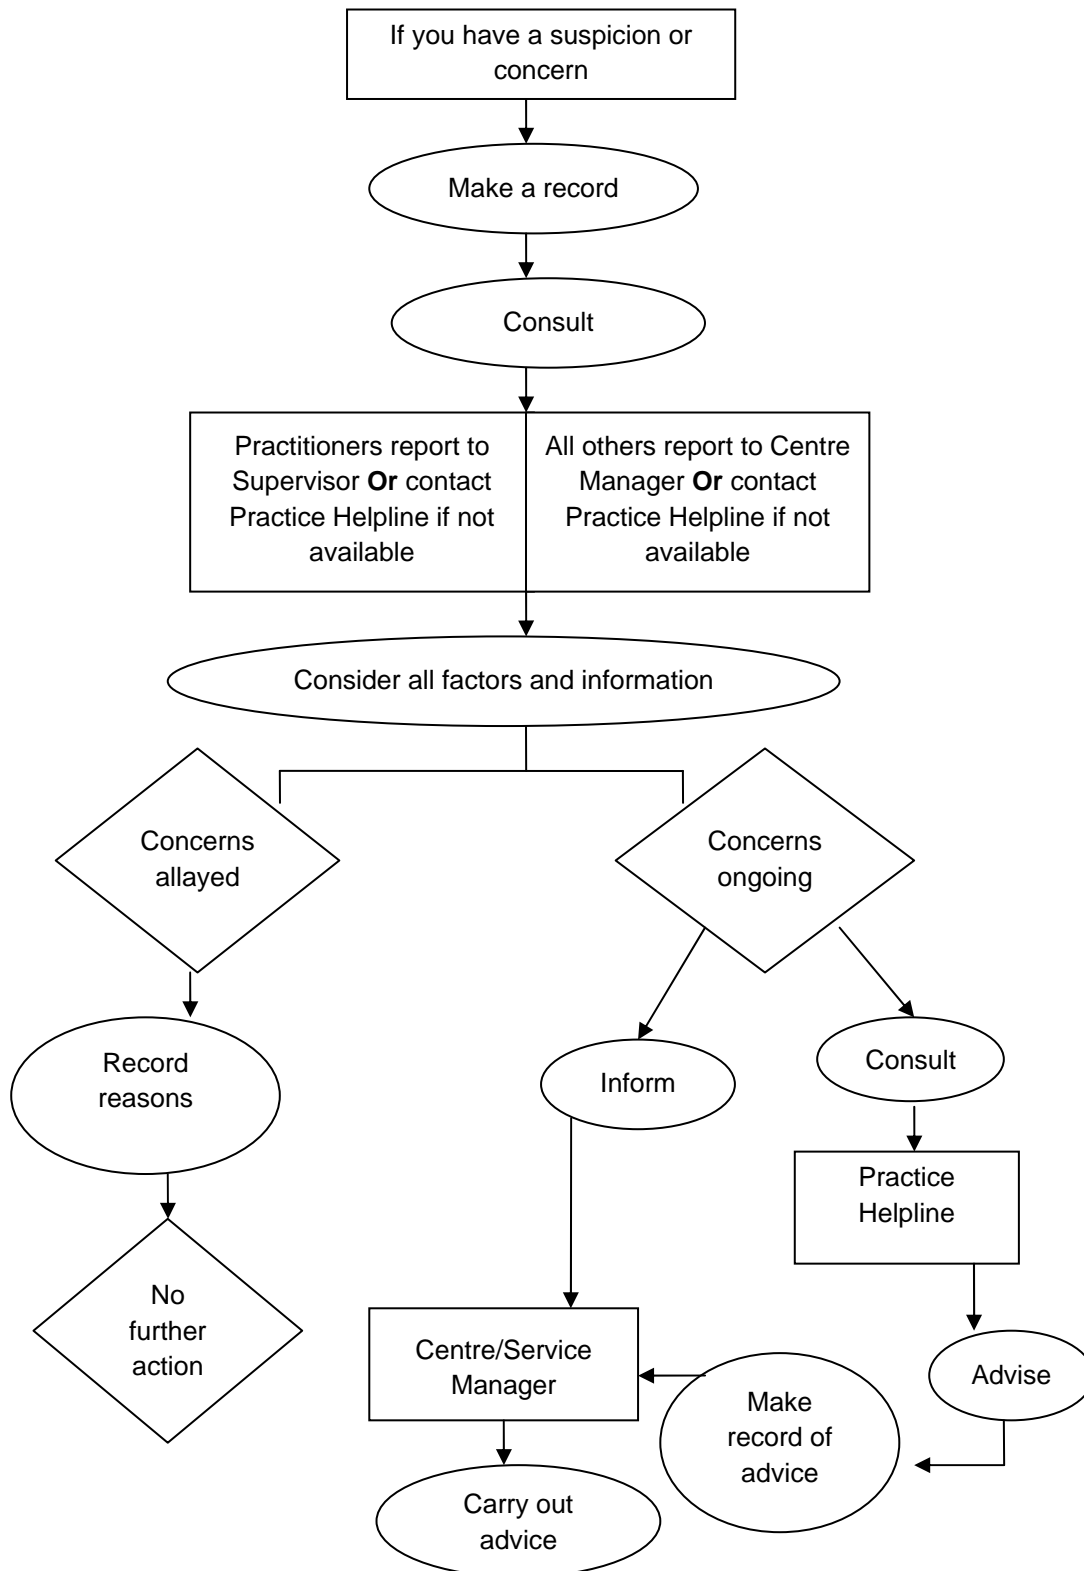 If you have a suspicion or
concern
Make a record
Consult
Practitioners report to
Supervisor Or contact
Practice Helpline if not
available
All others report to Centre
Manager Or contact
Practice Helpline if not
available
Consider all factors and information
Concerns
allayed
Concerns
ongoing
Record
reasons
Inform
Consult
Practice
Helpline
No
further
action
Centre/Service
Manager
Make
record of
advice
Advise
Carry out
advice